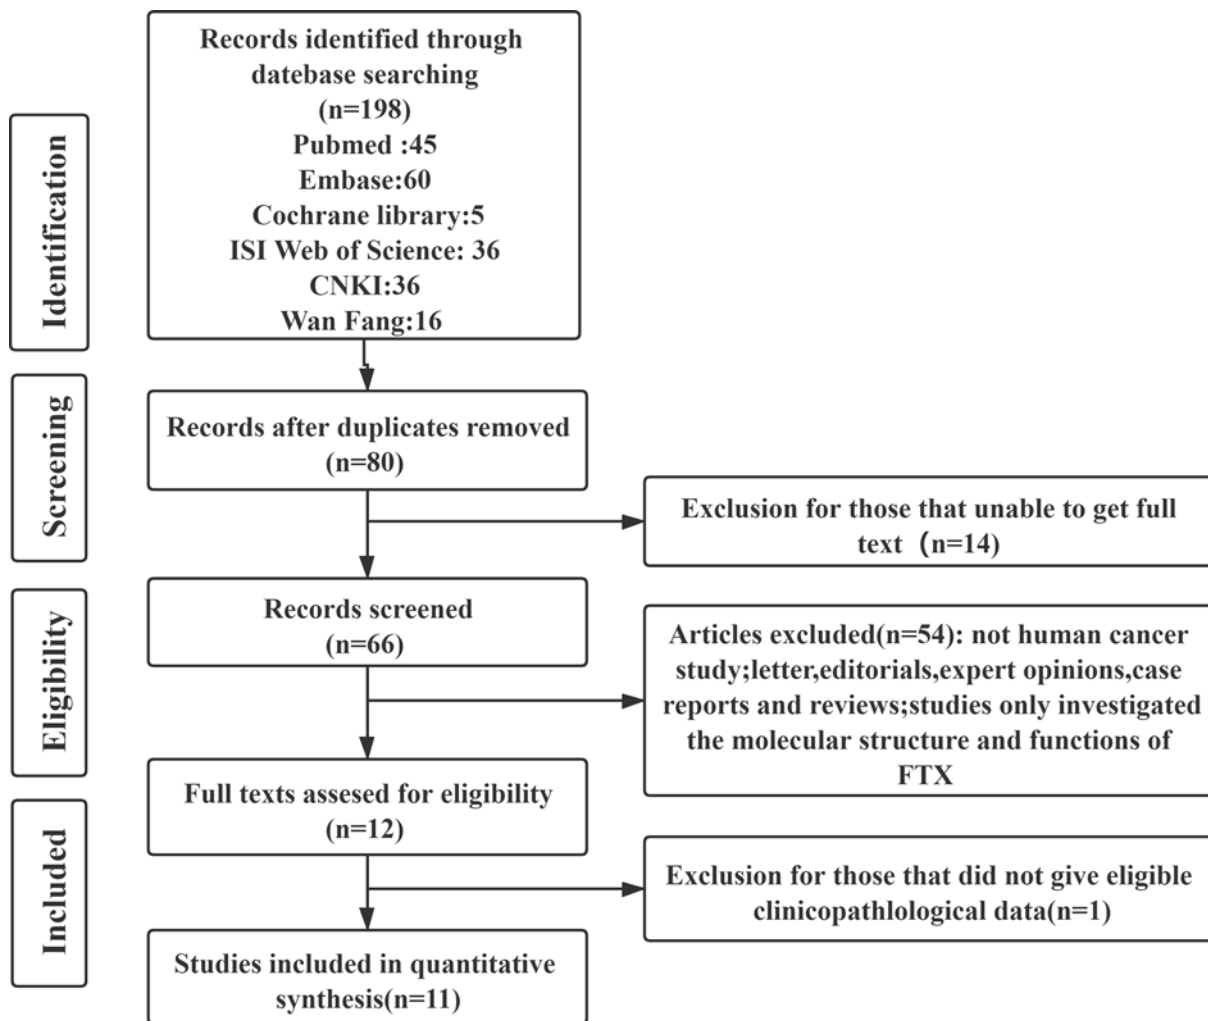 Identification
Records identified through
datebase searching
(n=198)
Pubmed :45
Embase:60
Cochrane library:5
ISI Web of Science: 36
CNKI:36
Wan Fang:16
Screening
Records after duplicates removed
(n=80)
Exclusion for those that unable to get full
text（n=14)
Eligibility
Records screened
(n=66)
Articles excluded(n=54): not human cancer
study;letter,editorials,expert opinions,case
reports and reviews;studies only investigated
the molecular structure and functions of
FTX
Full texts assesed for eligibility
(n=12)
Included
Exclusion for those that did not give eligible
clinicopathlological data(n=1)
Studies included in quantitative
synthesis(n=11)